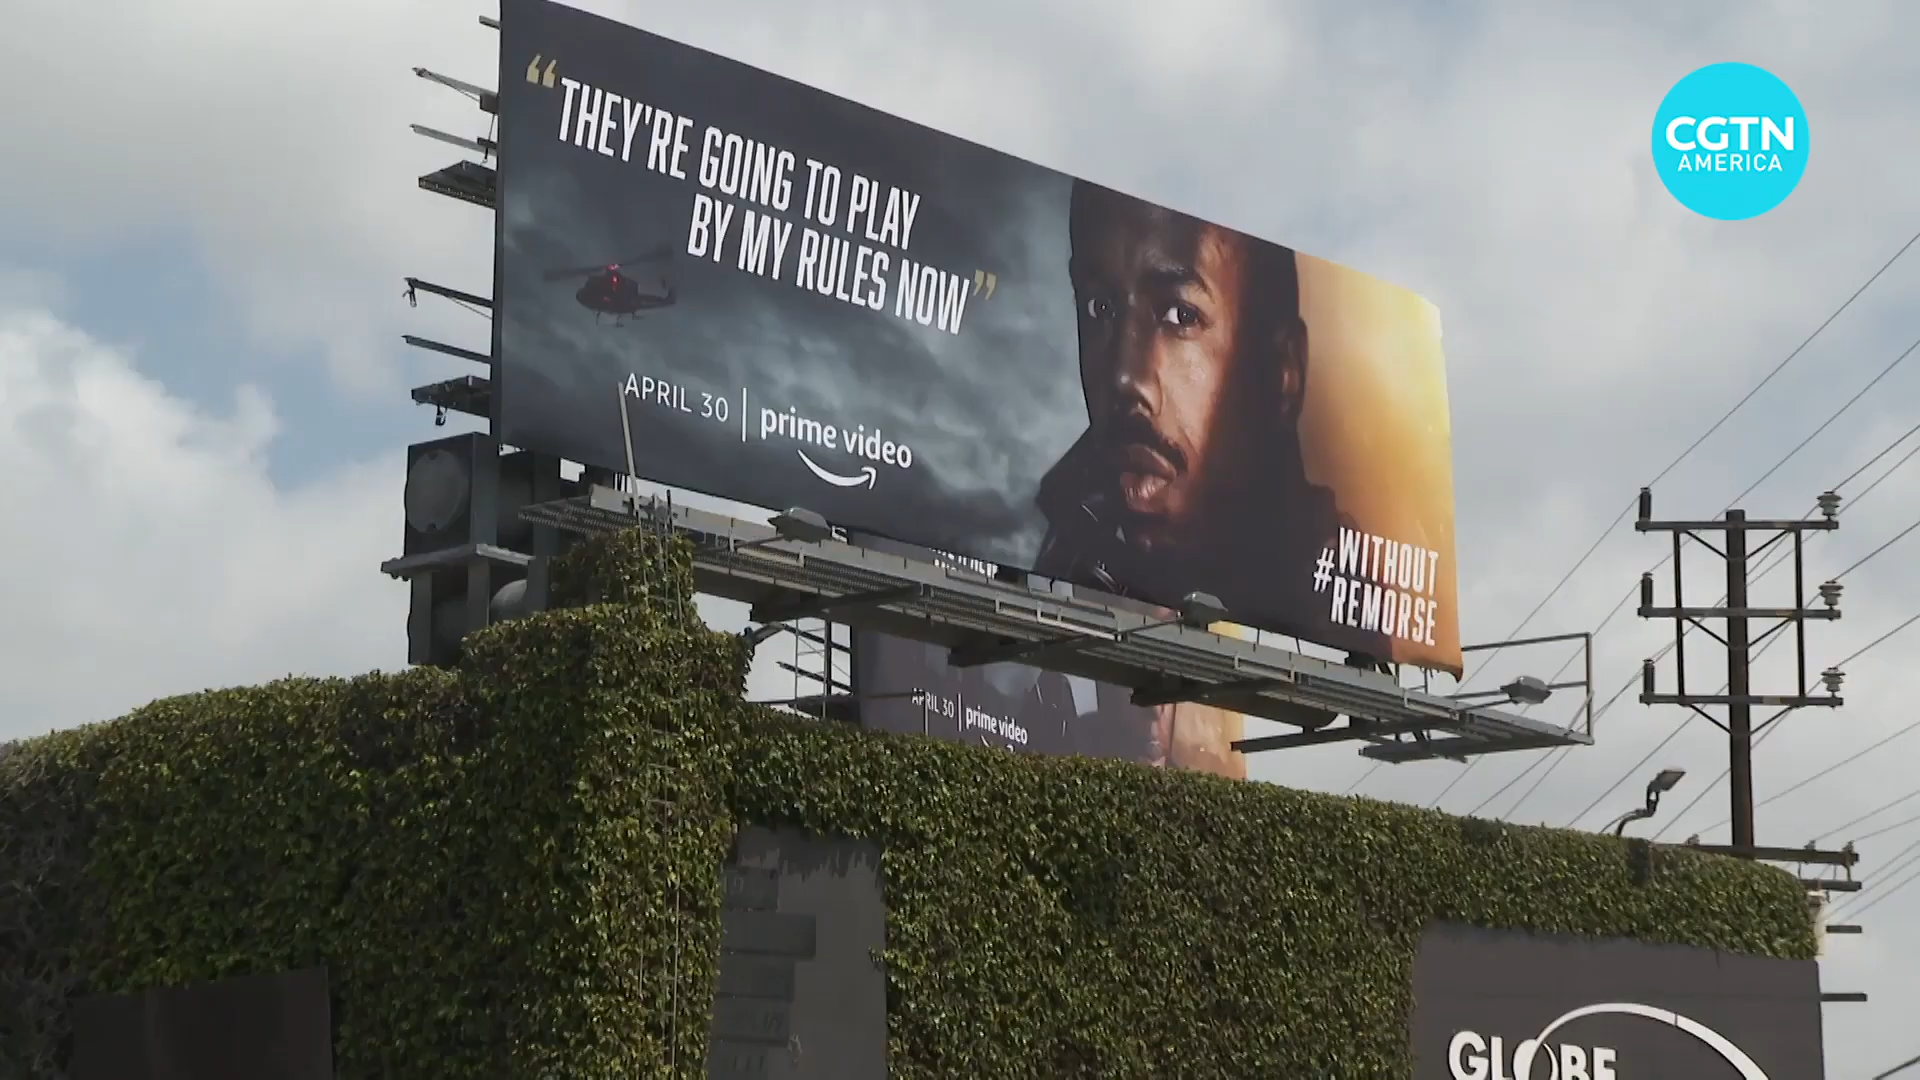 “THEY'RE GOING TO PLAY
BY MY RULES NOW”
APRIL 30 | prime video
#WITHOUT
REMORSE
CGTN
AMERICA
APRIL 30 | prime video
GLOBE